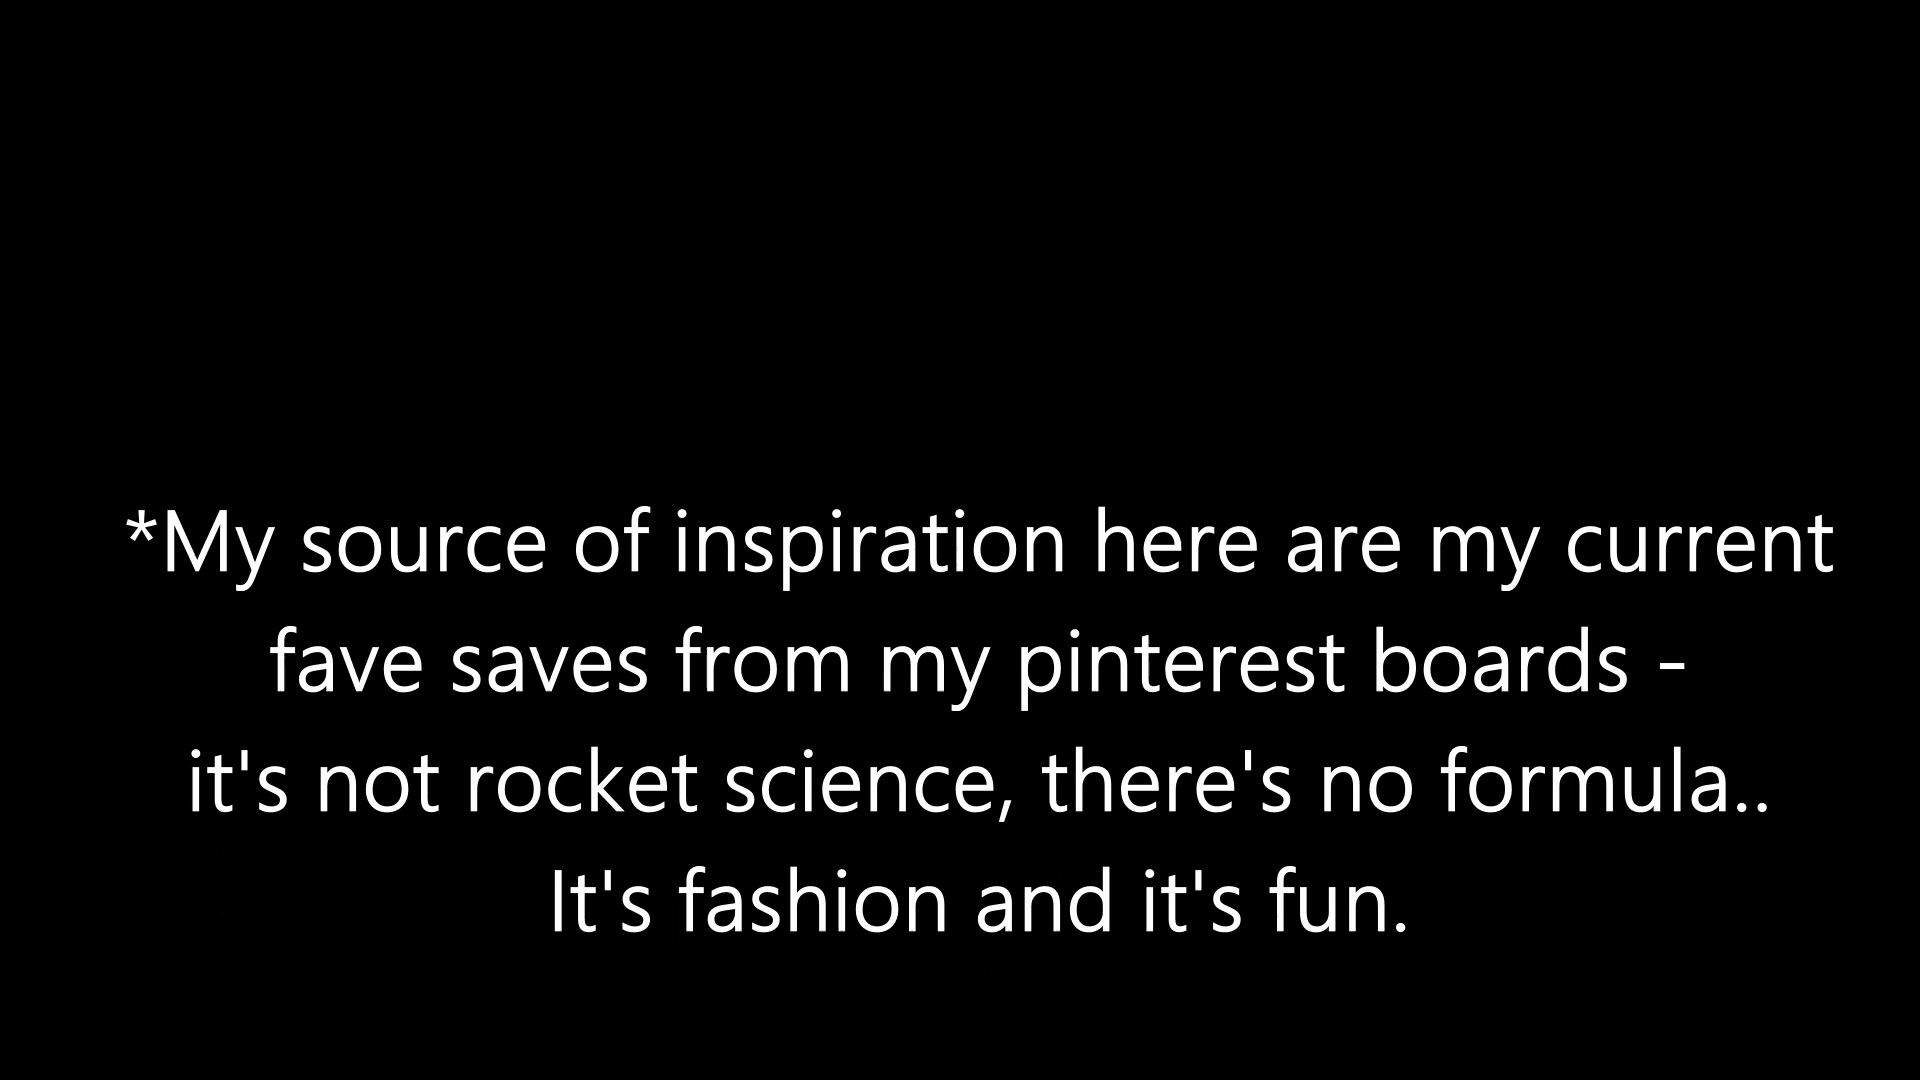 *My source of inspiration here are my current
fave saves from my pinterest boards -
it's not rocket science, there's no formula..
It's fashion and it's fun.